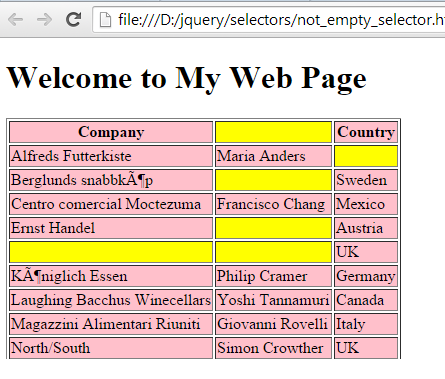 file:///D:/jquery/selectors/not_empty_selector.h
Welcome to My Web Page
Company Country
Alfreds Futterkiste Maria Anders
Berglunds snabbkÃ¶p Sweden
Centro comercial Moctezuma Francisco Chang Mexico
Ernst Handel Austria
UK
KÃ¶niglich Essen Philip Cramer Germany
Laughing Bacchus Winecellars Yoshi Tannamuri Canada
Magazzini Alimentari Riuniti Giovanni Rovelli Italy
North/South Simon Crowther UK